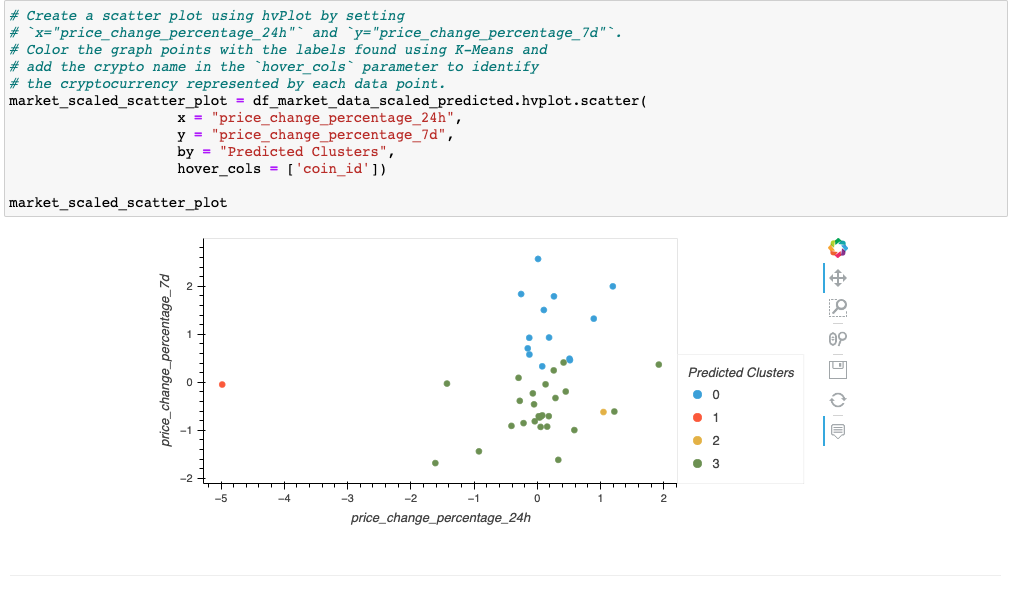 # Create a scatter plot using hvPlot by setting
# `x="price_change_percentage_24h"` and `y="price_change_percentage_7d"`.
# Color the graph points with the labels found using K-Means and
# add the crypto name in the `hover_cols` parameter to identify
# the cryptocurrency represented by each data point.
market_scaled_scatter_plot = df_market_data_scaled_predicted.hvplot.scatter(
x = "price_change_percentage_24h",
y = "price_change_percentage_7d",
by = "Predicted Clusters",
hover_cols = ['coin_id'])
market_scaled_scatter_plot
price_change_percentage_7d
2
1
0
−1
−2
−5
−4
−3
−2
−1
0
1
2
price_change_percentage_24h
Predicted Clusters
0
1
2
3